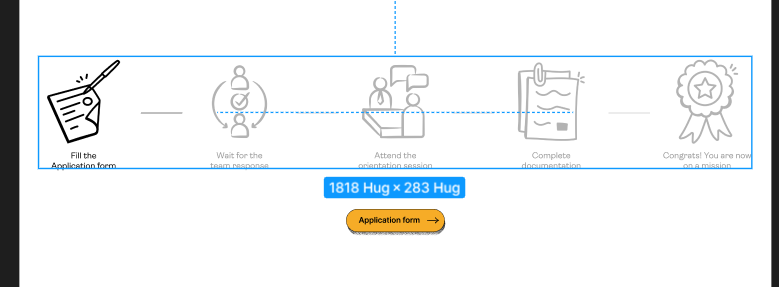 Fill the
Application form
Wait for the
team response
Attend the
orientation session
Complete
documentation
Congrats! You are now
on a mission
1818 Hug × 283 Hug
Application form